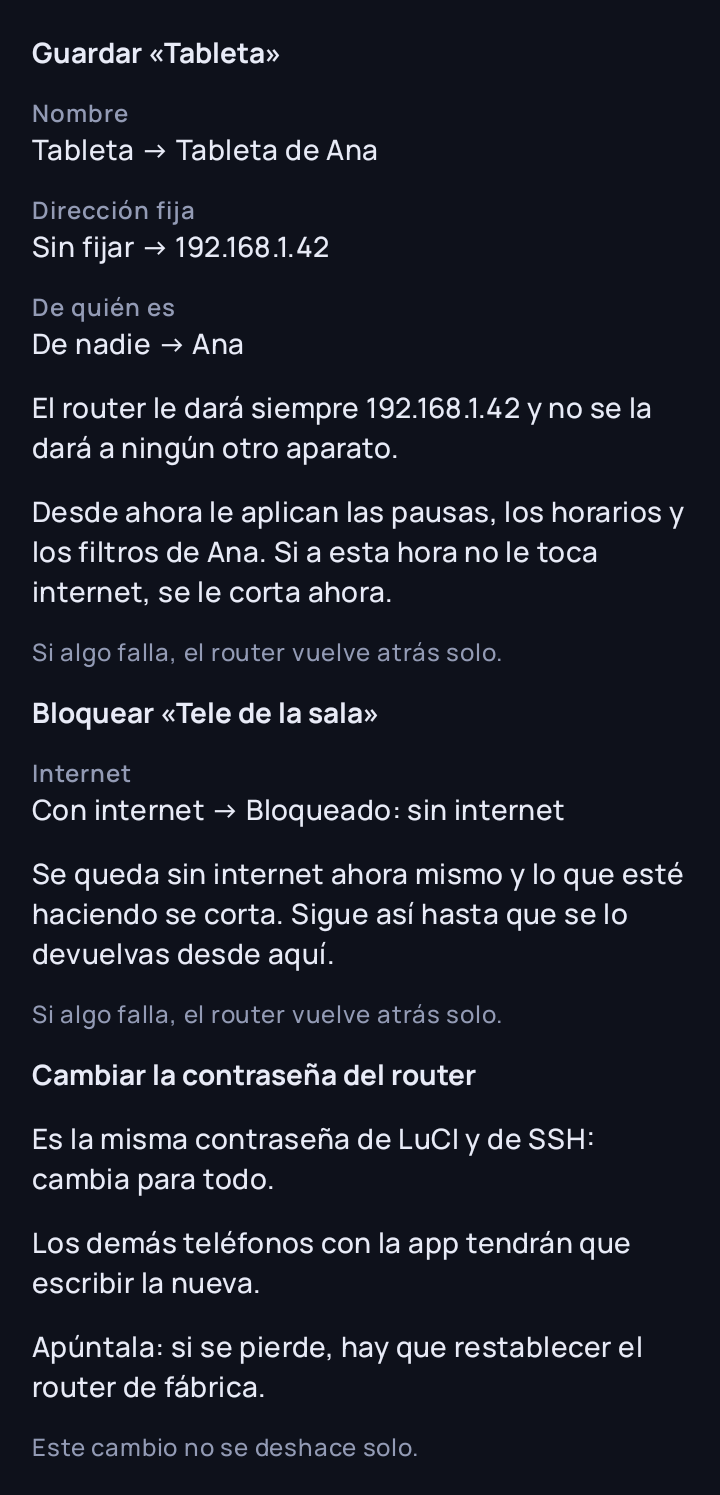 Guardar «Tableta»
Nombre
Tableta → Tableta de Ana
Dirección fija
Sin fijar → 192.168.1.42
De quién es
De nadie → Ana
El router le dará siempre 192.168.1.42 y no se la
dará a ningún otro aparato.
Desde ahora le aplican las pausas, los horarios y
los filtros de Ana. Si a esta hora no le toca
internet, se le corta ahora.
Si algo falla, el router vuelve atrás solo.
Bloquear «Tele de la sala»
Internet
Con internet → Bloqueado: sin internet
Se queda sin internet ahora mismo y lo que esté
haciendo se corta. Sigue así hasta que se lo
devuelvas desde aquí.
Si algo falla, el router vuelve atrás solo.
Cambiar la contraseña del router
Es la misma contraseña de LuCI y de SSH:
cambia para todo.
Los demás teléfonos con la app tendrán que
escribir la nueva.
Apúntala: si se pierde, hay que restablecer el
router de fábrica.
Este cambio no se deshace solo.